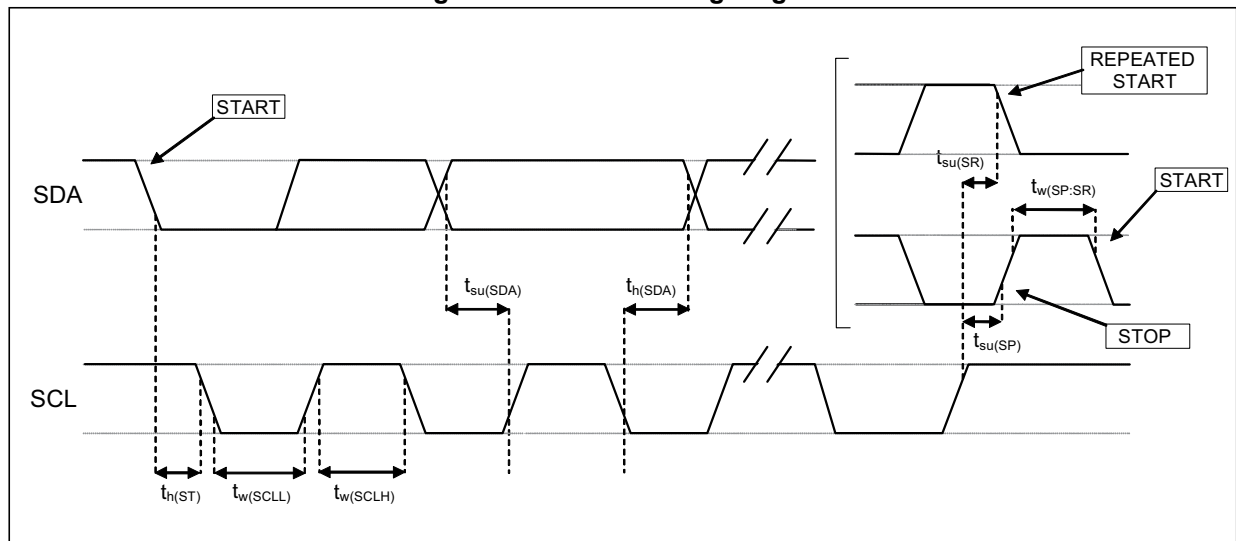 REPEATED
START
START
SDA
t_su(SR)
t_w(SP:SR)
START
t_su(SDA)
t_h(SDA)
t_su(SP)
STOP
SCL
t_h(ST)
t_w(SCLL)
t_w(SCLH)